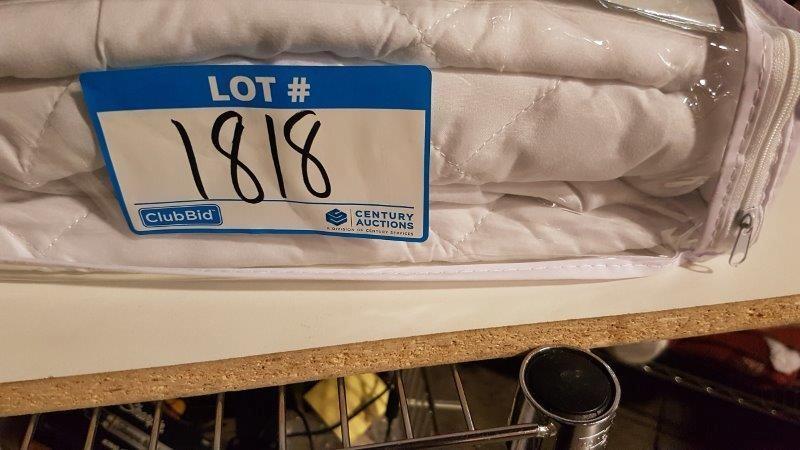 LOT #
1818
ClubBid
CENTURY
AUCTIONS
A DIVISION OF CENTURY SERVICES